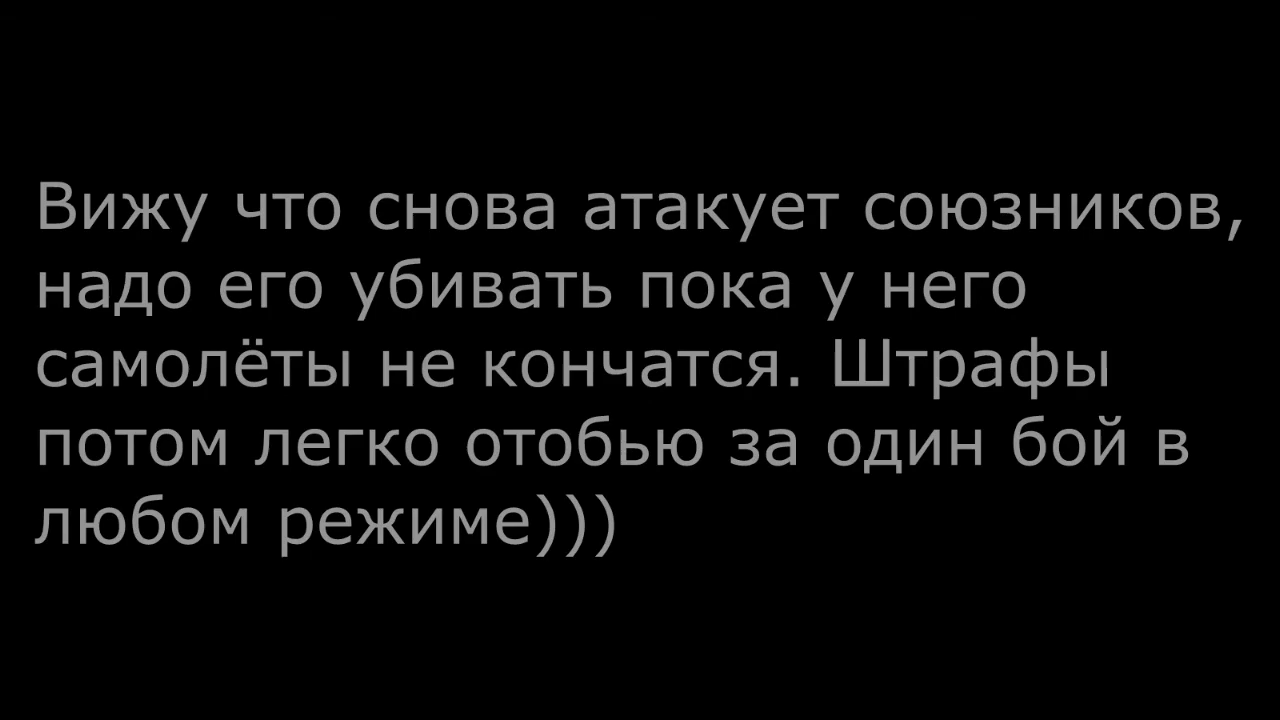 Вижу что снова атакует союзников,
надо его убивать пока у него
самолёты не кончатся. Штрафы
потом легко отобью за один бой в
любом режиме)))